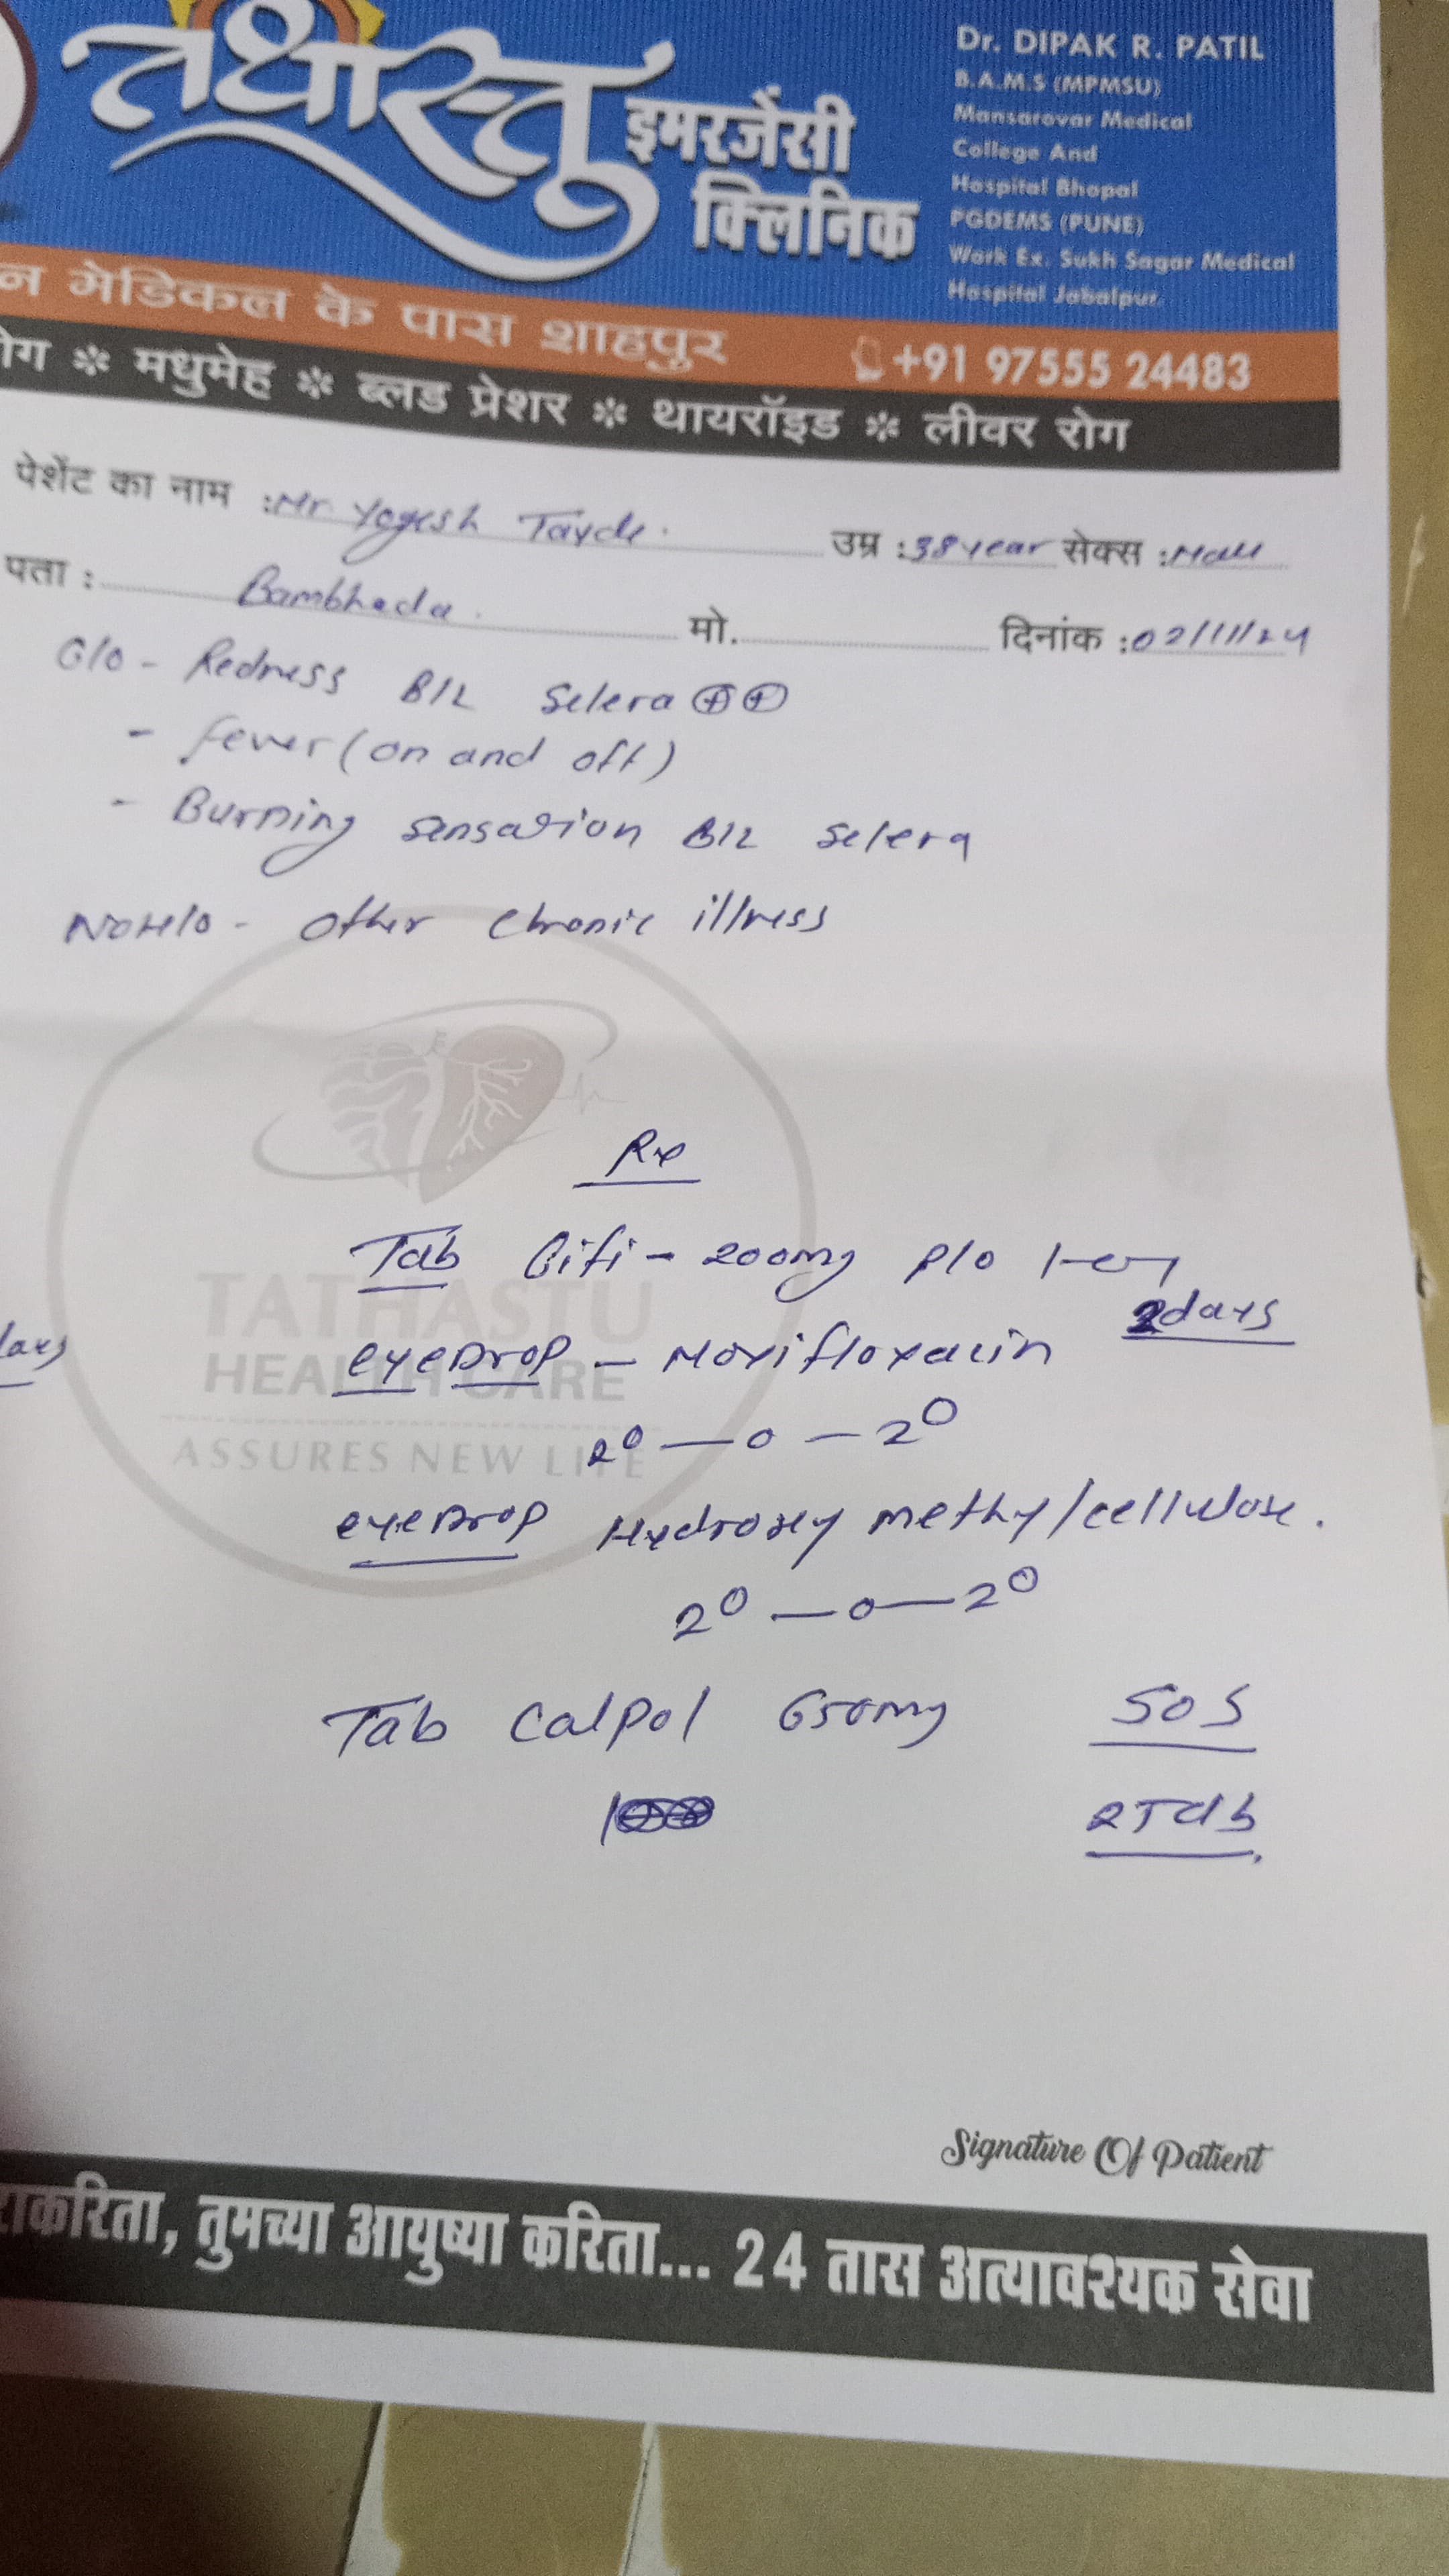 तथास्तु
इमरजेंसी
क्लिनिक
Dr. DIPAK R. PATIL
B.A.M.S (MPMSU)
Mansarovar Medical
College And
Hospital Bhopal
PGDEMS (PUNE)
Work Ex. Sukh Sagar Medical
Hospital Jabalpur.
न मेडिकल के पास शाहपुर +91 97555 24483
ोग * मधुमेह * ब्लड प्रेशर * थायरॉइड * लीवर रोग
पेशेंट का नाम :Mr Yogesh Tayde. उम्र :38 year सेक्स :Male
पता : Bambhada. मो. दिनांक :02/11/24
C/o - Redness B/L Sclera ⊕⊕
- fever (on and off)
- Burning sensation B/L sclera
No H/o - Other chronic illness
Rx
Tab Gifi - 200mg p/o 1-0-1
2days
eyeDrop - Moxifloxacin
2⁰ — 0 — 2⁰
eyeDrop Hydroxy methyl cellulose.
2⁰ — 0 — 2⁰
Tab Calpol 650mg SOS
2Tab.
TATHASTU
HEALTH CARE
ASSURES NEW LIFE
Signature Of Patient
ाकरिता, तुमच्या आयुष्या करिता... 24 तास अत्यावश्यक सेवा